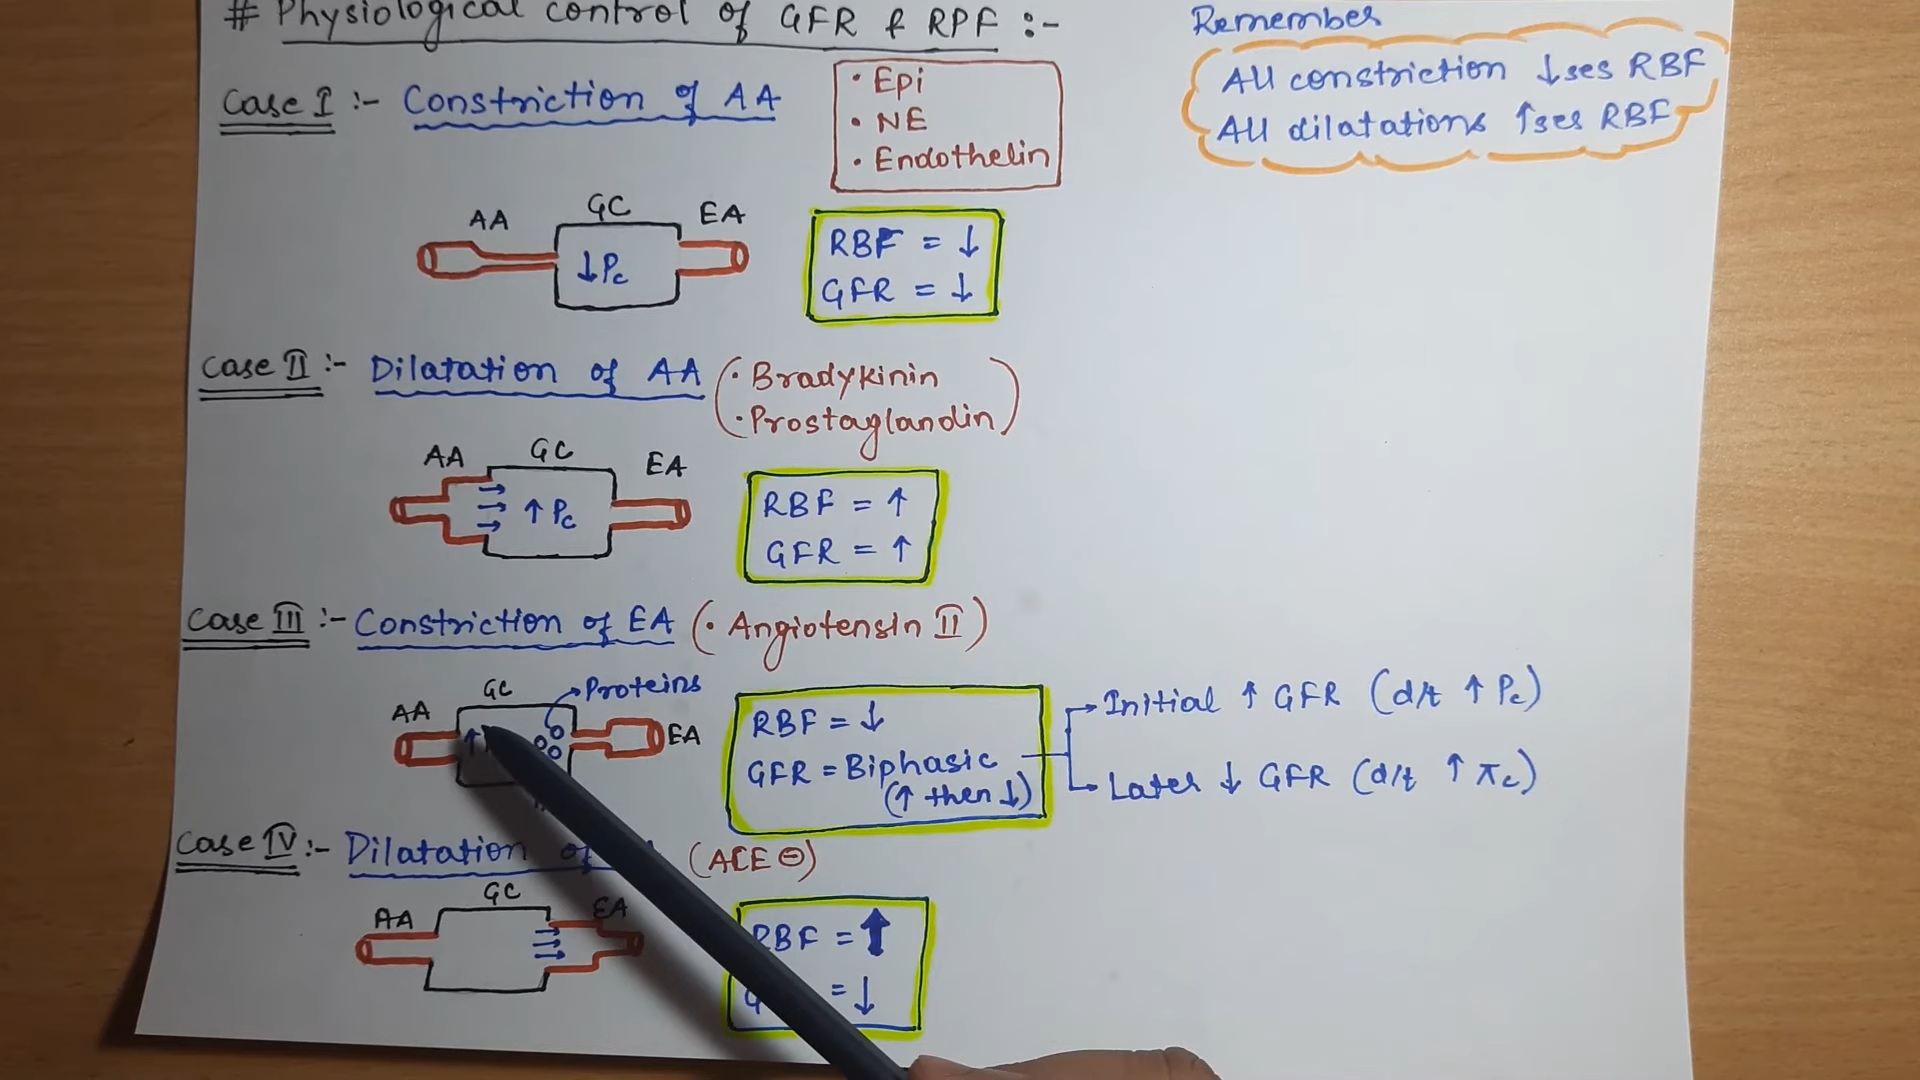 # Physiological control of GFR & RPF :-
Remember
All constriction ↓ses RBF
All dilatations ↑ses RBF
Case I :- Constriction of AA
• Epi
• NE
• Endothelin
AA GC EA
↓Pc
RBF = ↓
GFR = ↓
Case II :- Dilatation of AA (• Bradykinin
• Prostaglandin)
AA GC EA
↑ Pc
RBF = ↑
GFR = ↑
Case III :- Constriction of EA (• Angiotensin II)
AA GC Proteins EA
↑
RBF = ↓
GFR = Biphasic
(↑ then ↓)
Initial ↑ GFR (d/t ↑ Pc)
Later ↓ GFR (d/t ↑ πc)
Case IV :- Dilatation of (ACE ⊖)
AA GC EA
RBF = ↑
= ↓